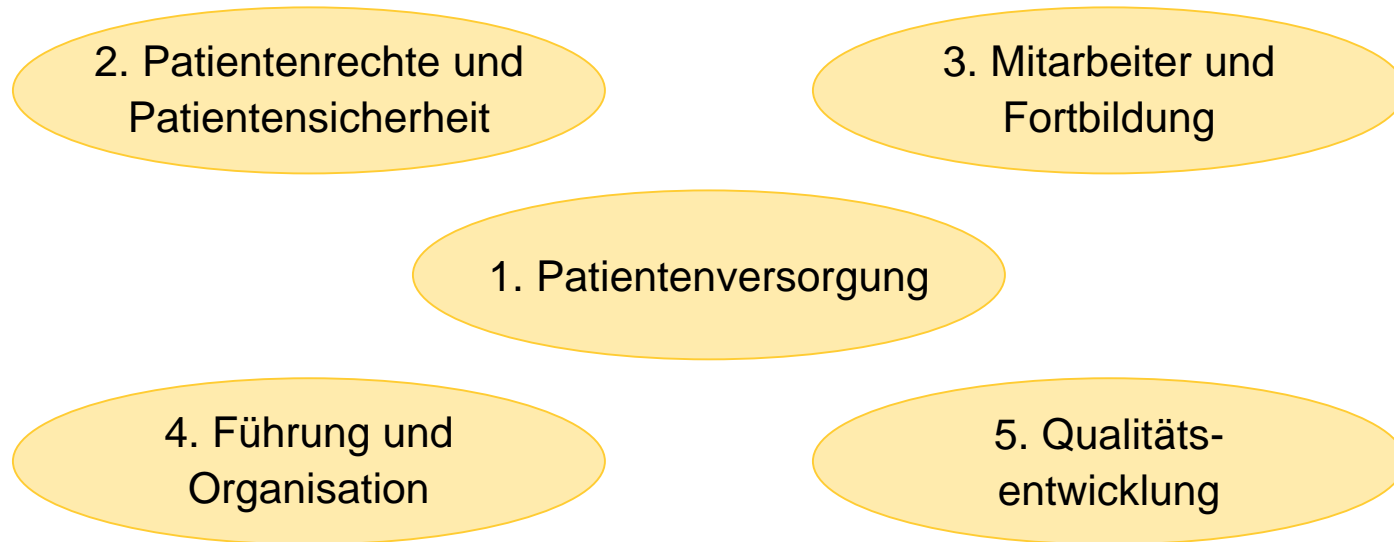 2. Patientenrechte und
Patientensicherheit
3. Mitarbeiter und
Fortbildung
1. Patientenversorgung
4. Führung und
Organisation
5. Qualitäts-
entwicklung